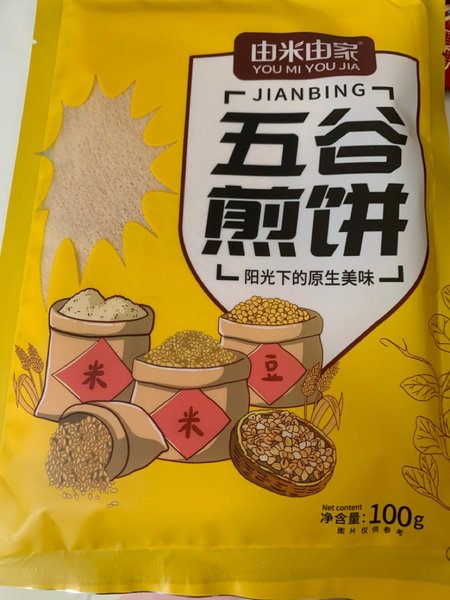 由米由家
YOU MI YOU JIA
JIANBING
五谷
煎饼
阳光下的原生美味
米
豆
米
Net content
净含量: 100g
图片仅供参考